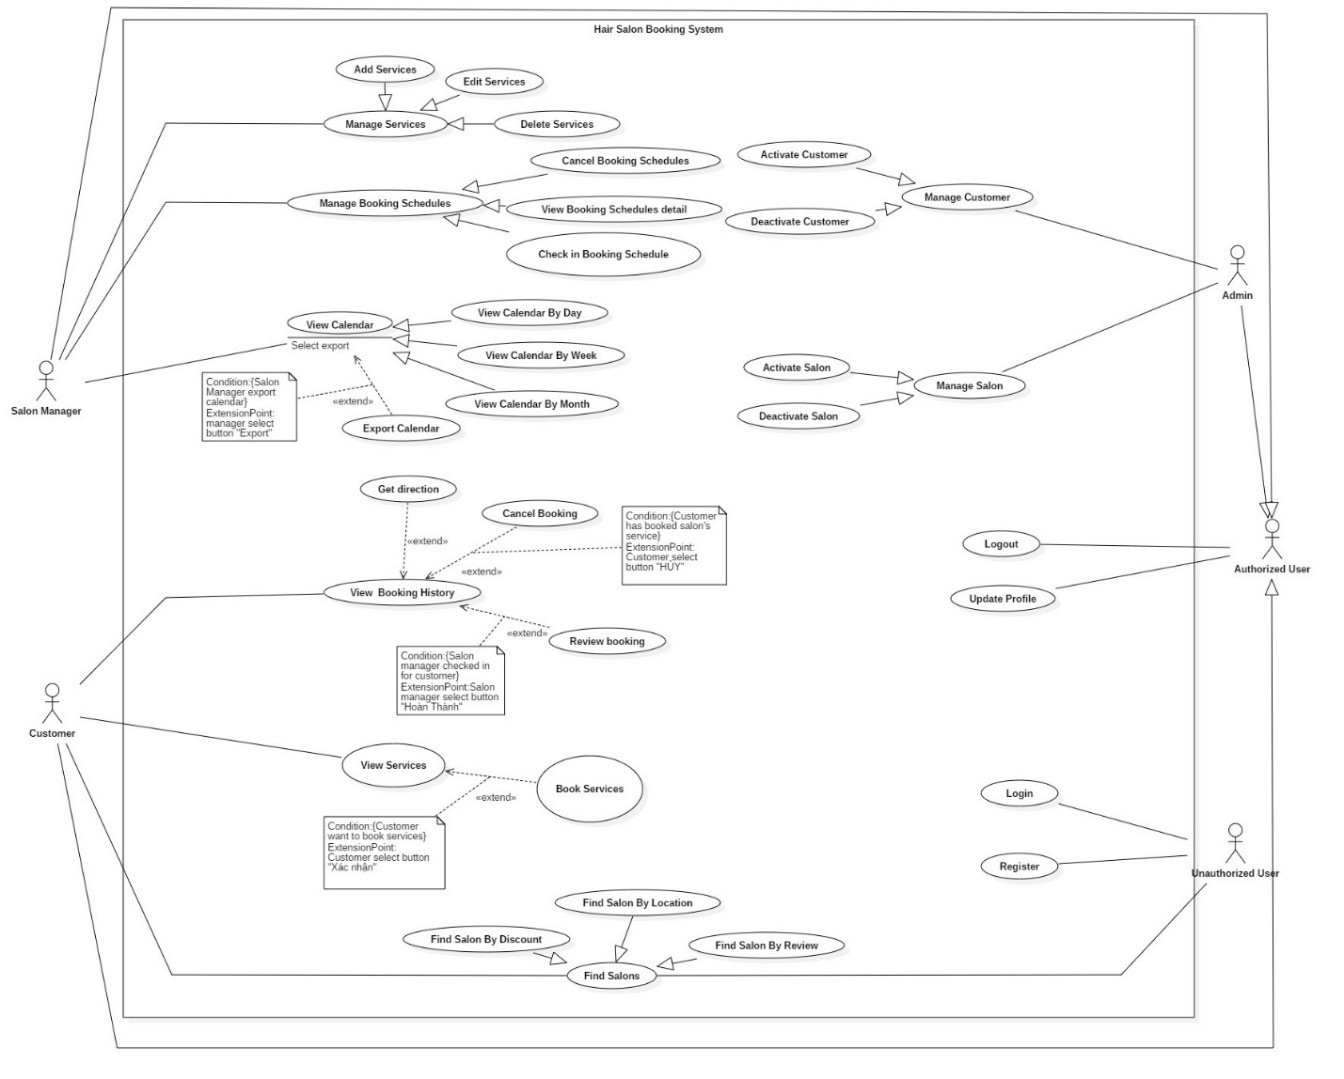 Hair Salon Booking System
Add Services
Edit Services
Manage Services
Delete Services
Cancel Booking Schedules
Manage Booking Schedules
View Booking Schedules detail
Check in Booking Schedule
Activate Customer
Manage Customer
Deactivate Customer
Admin
View Calendar
Select export
View Calendar By Day
View Calendar By Week
View Calendar By Month
Salon Manager
Condition:{Salon
Manager export
calendar}
ExtensionPoint:
manager select
button "Export"
«extend»
Export Calendar
Activate Salon
Manage Salon
Deactivate Salon
Get direction
Cancel Booking
«extend»
«extend»
Condition:{Customer
has booked salon's
service}
ExtensionPoint:
Customer select
button "HỦY"
View  Booking History
«extend»
Review booking
Condition:{Salon
manager checked in
for customer}
ExtensionPoint:Salon
manager select button
"Hoàn Thành"
Logout
Update Profile
Authorized User
Customer
View Services
Book Services
«extend»
Condition:{Customer
want to book services}
ExtensionPoint:
Customer select button
"Xác nhận"
Login
Register
Unauthorized User
Find Salon By Location
Find Salon By Discount
Find Salon By Review
Find Salons